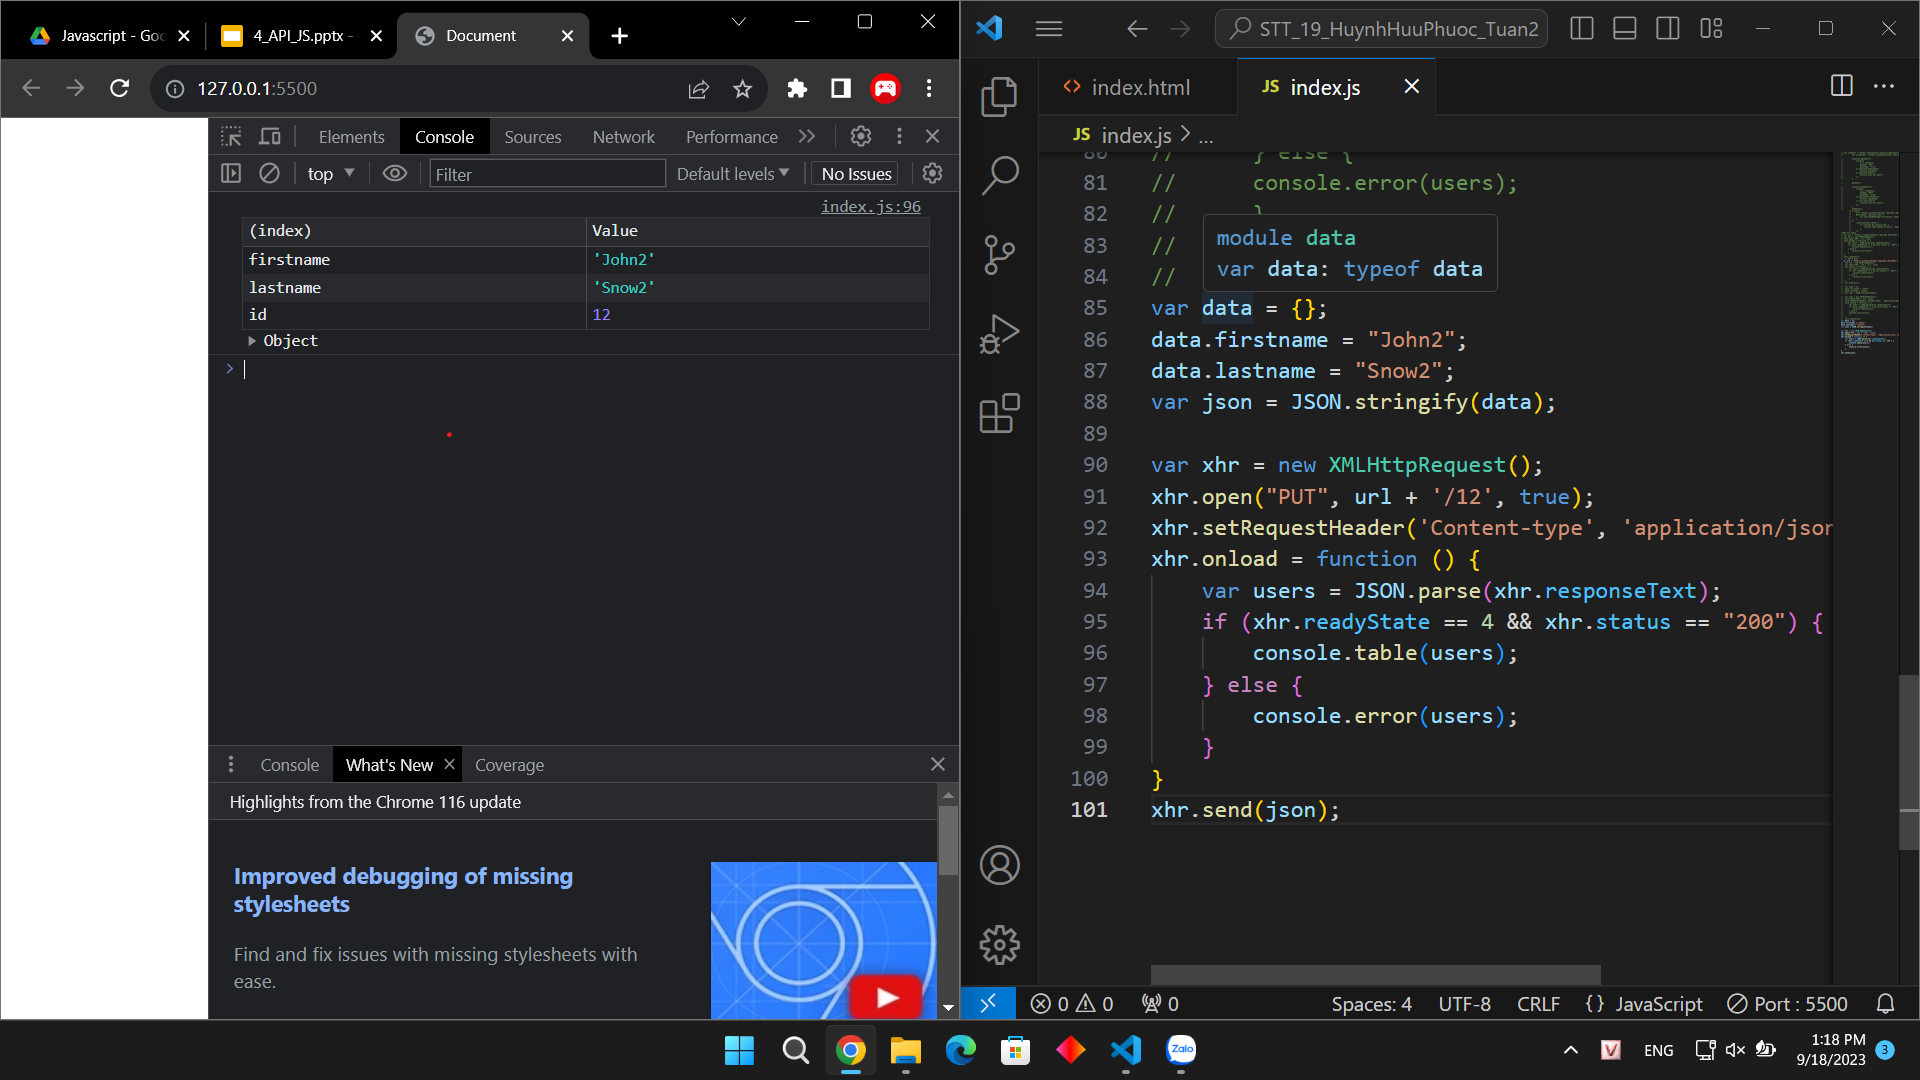 Javascript - Goo
4_API_JS.pptx -
Document
127.0.0.1:5500
Elements
Console
Sources
Network
Performance
top
Filter
Default levels
No Issues
index.js:96
(index)
Value
firstname
'John2'
lastname
'Snow2'
id
12
Object
Console
What's New
Coverage
Highlights from the Chrome 116 update
Improved debugging of missing
stylesheets
Find and fix issues with missing stylesheets with
ease.
STT_19_HuynhHuuPhuoc_Tuan2
index.html
JS index.js
JS index.js > ...
80 // } else {
81 // console.error(users);
82 // }
83 //
84 //
module data
var data: typeof data
85 var data = {};
86 data.firstname = "John2";
87 data.lastname = "Snow2";
88 var json = JSON.stringify(data);
89
90 var xhr = new XMLHttpRequest();
91 xhr.open("PUT", url + '/12', true);
92 xhr.setRequestHeader('Content-type', 'application/json
93 xhr.onload = function () {
94 var users = JSON.parse(xhr.responseText);
95 if (xhr.readyState == 4 && xhr.status == "200") {
96 console.table(users);
97 } else {
98 console.error(users);
99 }
100 }
101 xhr.send(json);
0 0
0
Spaces: 4
UTF-8
CRLF
{ } JavaScript
Port : 5500
Zalo
V
ENG
1:18 PM
9/18/2023
3